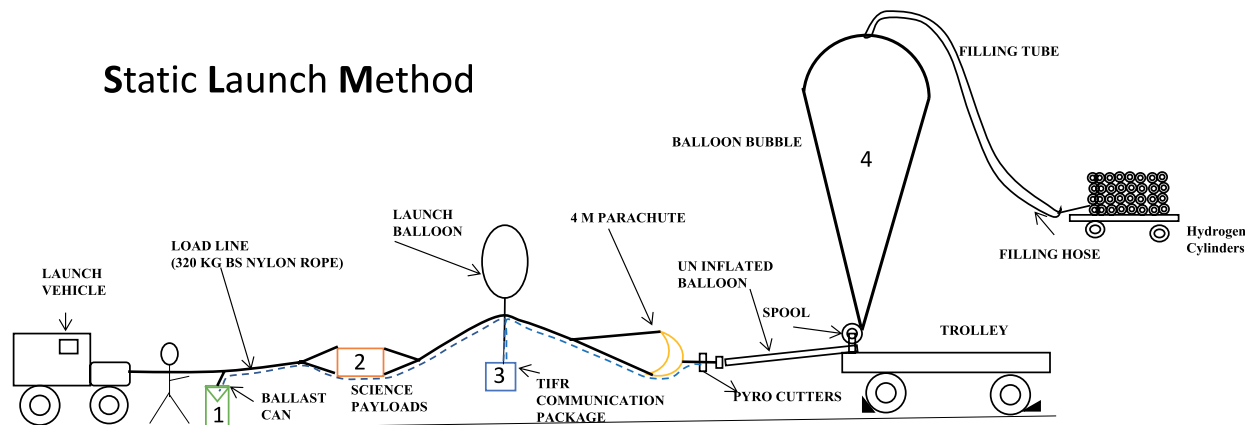 Static Launch Method
FILLING TUBE
BALLOON BUBBLE
4
LAUNCH
BALLOON
4 M PARACHUTE
Hydrogen
Cylinders
FILLING HOSE
LOAD LINE
(320 KG BS NYLON ROPE)
UN INFLATED
BALLOON
LAUNCH
VEHICLE
SPOOL
TROLLEY
2
3
1
BALLAST
CAN
SCIENCE
PAYLOADS
TIFR
COMMUNICATION
PACKAGE
PYRO CUTTERS